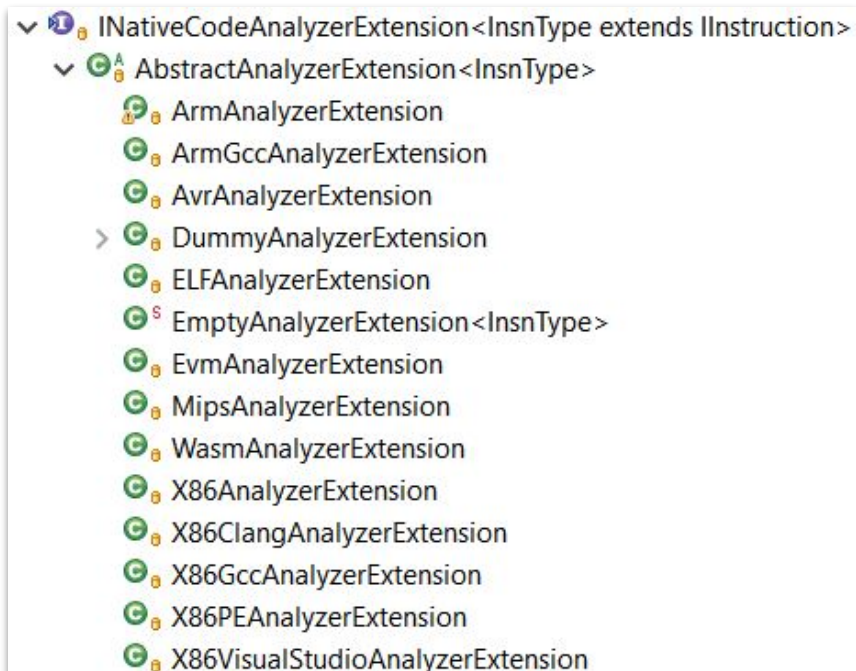 INativeCodeAnalyzerExtension<InsnType extends IInstruction>
AbstractAnalyzerExtension<InsnType>
ArmAnalyzerExtension
ArmGccAnalyzerExtension
AvrAnalyzerExtension
DummyAnalyzerExtension
ELFAnalyzerExtension
EmptyAnalyzerExtension<InsnType>
EvmAnalyzerExtension
MipsAnalyzerExtension
WasmAnalyzerExtension
X86AnalyzerExtension
X86ClangAnalyzerExtension
X86GccAnalyzerExtension
X86PEAnalyzerExtension
X86VisualStudioAnalyzerExtension